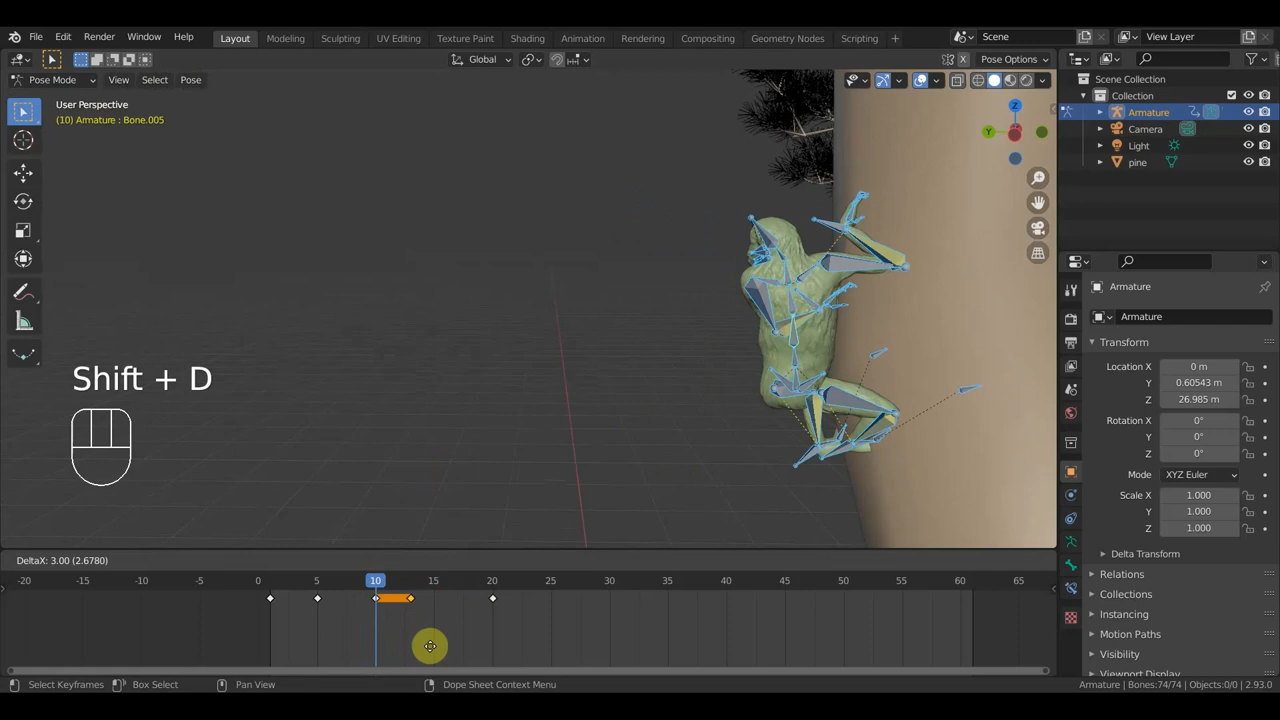 File Edit Render Window Help Layout Modeling Sculpting UV Editing Texture Paint Shading Animation Rendering Compositing Geometry Nodes Scripting + Scene View Layer
Global X Pose Options
Pose Mode View Select Pose
User Perspective
(10) Armature : Bone.005
Z
Y
Shift + D
Scene Collection
Collection
Armature
Camera
Light
pine
Armature
Armature
Transform
Location X 0 m
Y 0.60543 m
Z 26.985 m
Rotation X 0°
Y 0°
Z 0°
Mode XYZ Euler
Scale X 1.000
Y 1.000
Z 1.000
Delta Transform
Relations
Collections
Instancing
Motion Paths
Visibility
DeltaX: 3.00 (2.6780)
-20 -15 -10 -5 0 5 10 15 20 25 30 35 40 45 50 55 60 65
Select Keyframes Box Select Pan View Dope Sheet Context Menu Armature | Bones:74/74 | Objects:0/0 | 2.93.0